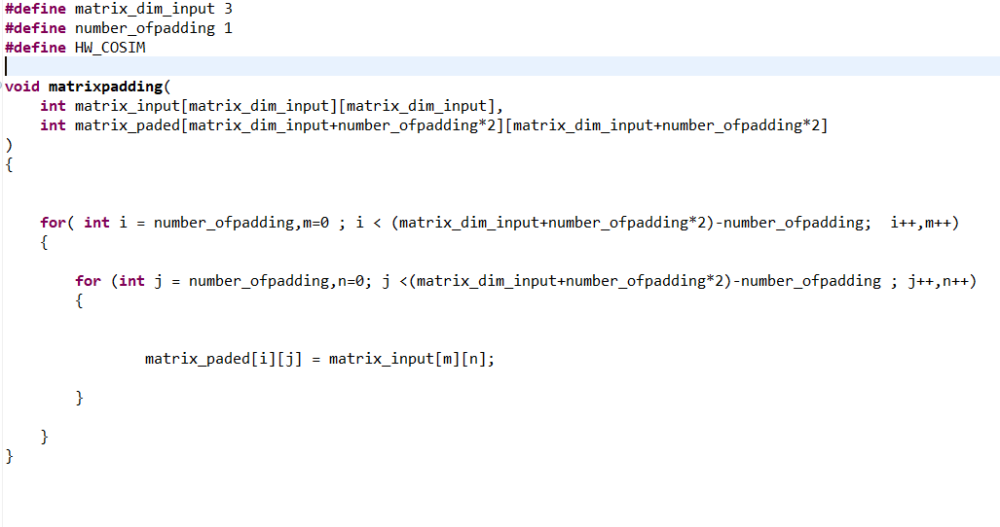 #define matrix_dim_input 3
#define number_ofpadding 1
#define HW_COSIM
void matrixpadding(
int matrix_input[matrix_dim_input][matrix_dim_input],
int matrix_paded[matrix_dim_input+number_ofpadding*2][matrix_dim_input+number_ofpadding*2]
)
{
for( int i = number_ofpadding,m=0 ; i < (matrix_dim_input+number_ofpadding*2)-number_ofpadding;  i++,m++)
{
for (int j = number_ofpadding,n=0; j <(matrix_dim_input+number_ofpadding*2)-number_ofpadding ; j++,n++)
{
matrix_paded[i][j] = matrix_input[m][n];
}
}
}